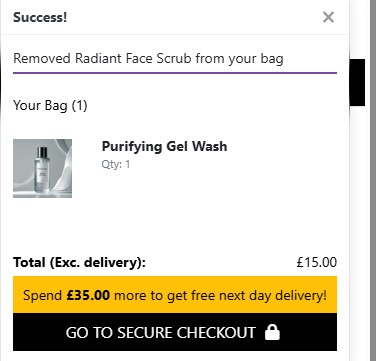 Success!
Removed Radiant Face Scrub from your bag
Your Bag (1)
Purifying Gel Wash
Qty: 1
Total (Exc. delivery): £15.00
Spend £35.00 more to get free next day delivery!
GO TO SECURE CHECKOUT